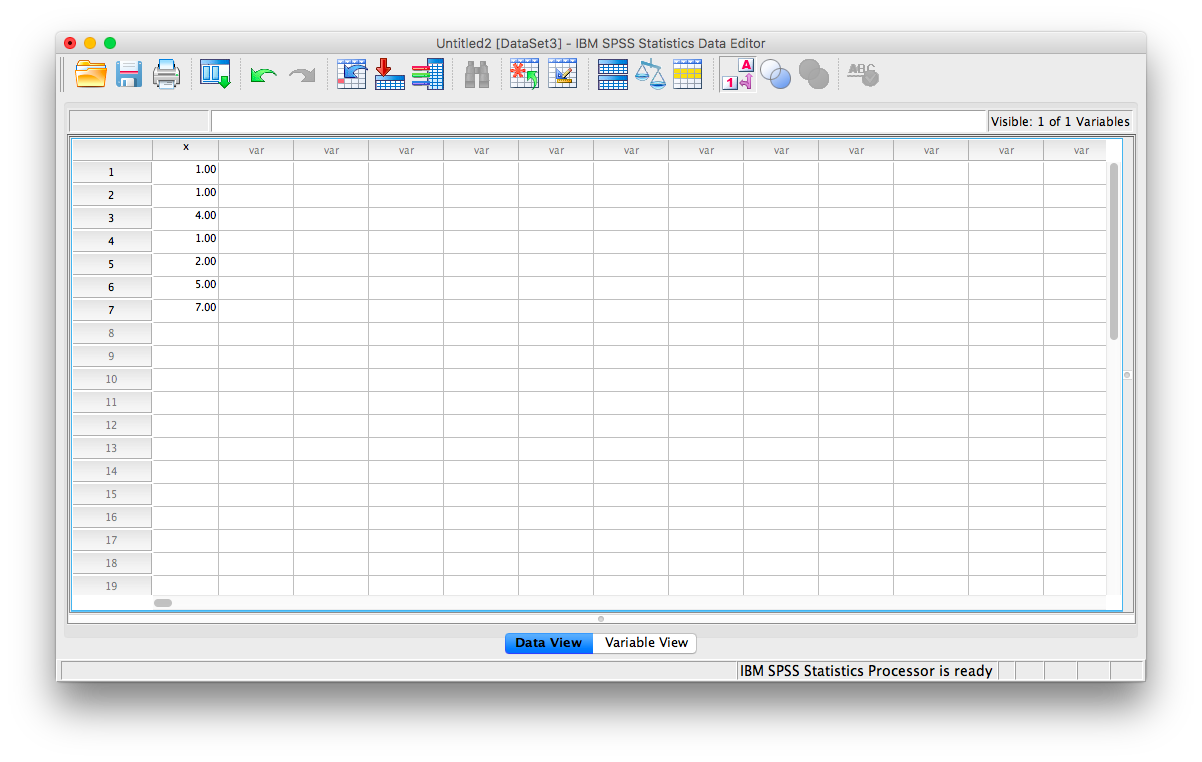 Untitled2 [DataSet3] - IBM SPSS Statistics Data Editor
A
1
ABC
Visible: 1 of 1 Variables
x var var var var var var var var var var var var
1 1.00
2 1.00
3 4.00
4 1.00
5 2.00
6 5.00
7 7.00
8
9
10
11
12
13
14
15
16
17
18
19
Data View Variable View
IBM SPSS Statistics Processor is ready